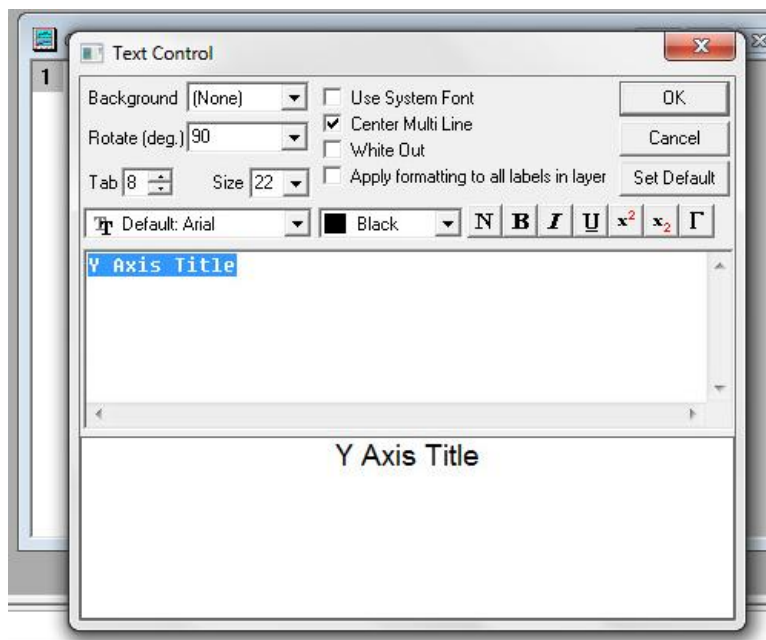 Text Control
1
Background (None) Use System Font OK
Center Multi Line
Rotate (deg.) 90 White Out Cancel
Tab 8 Size 22 Apply formatting to all labels in layer Set Default
Default: Arial Black N B I U x² x₂ Γ
Y Axis Title
Y Axis Title